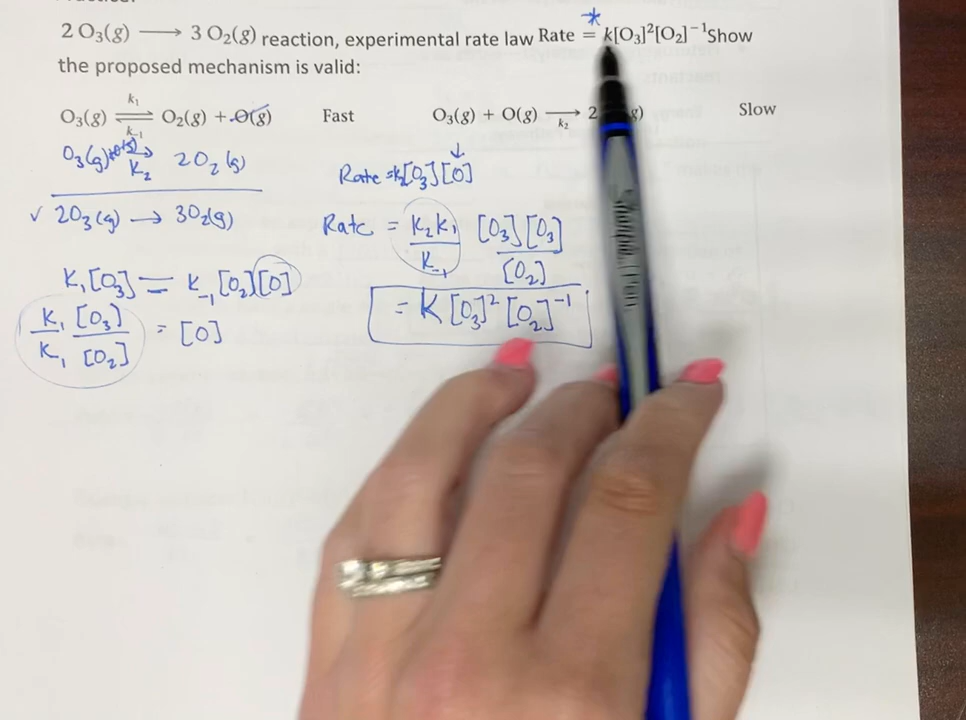 2 O₃(g) ⟶ 3 O₂(g) reaction, experimental rate law Rate = k[O₃]²[O₂]⁻¹Show
*
the proposed mechanism is valid:
O₃(g) ⇌ O₂(g) + O(g) Fast O₃(g) + O(g) ⟶ 2 g) Slow
k₁
k₋₁
k₂
O₃(g)+O(g) → 2O₂(g)
k₂
Rate =k₂[O₃][O]
√ 2O₃(g) → 3O₂(g)
Rate = k₂k₁/k₋₁ [O₃][O₃]/[O₂]
k₁[O₃] = k₋₁[O₂][O]
= k[O₃]²[O₂]⁻¹
k₁/k₋₁ [O₃]/[O₂] = [O]